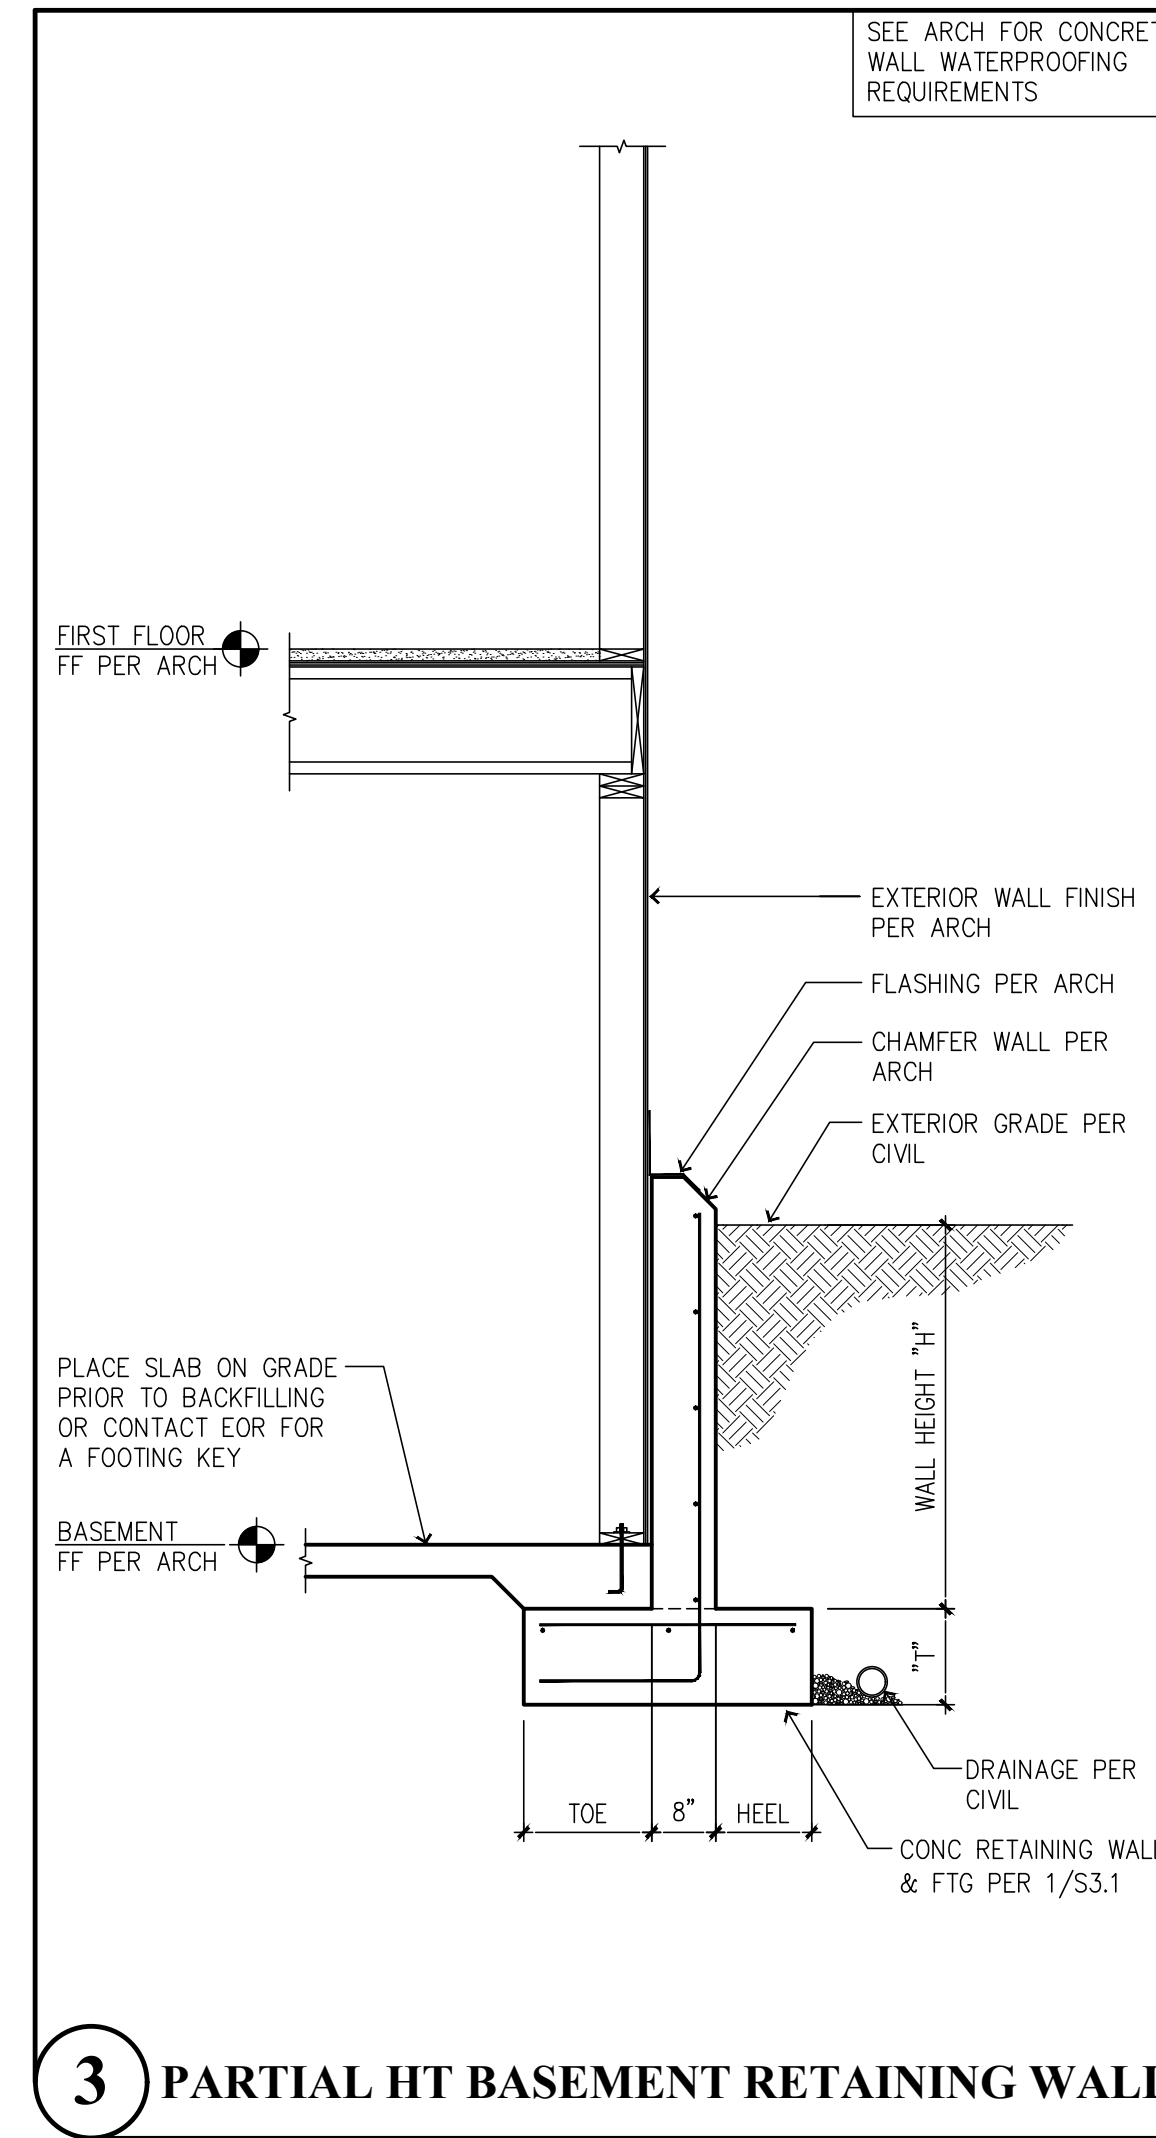 SEE ARCH FOR CONCRET
WALL WATERPROOFING
REQUIREMENTS
FIRST FLOOR
FF PER ARCH
EXTERIOR WALL FINISH
PER ARCH
FLASHING PER ARCH
CHAMFER WALL PER
ARCH
EXTERIOR GRADE PER
CIVIL
WALL HEIGHT "H"
PLACE SLAB ON GRADE
PRIOR TO BACKFILLING
OR CONTACT EOR FOR
A FOOTING KEY
BASEMENT
FF PER ARCH
"T"
DRAINAGE PER
CIVIL
TOE 8" HEEL
CONC RETAINING WALL
& FTG PER 1/S3.1
3 PARTIAL HT BASEMENT RETAINING WALL